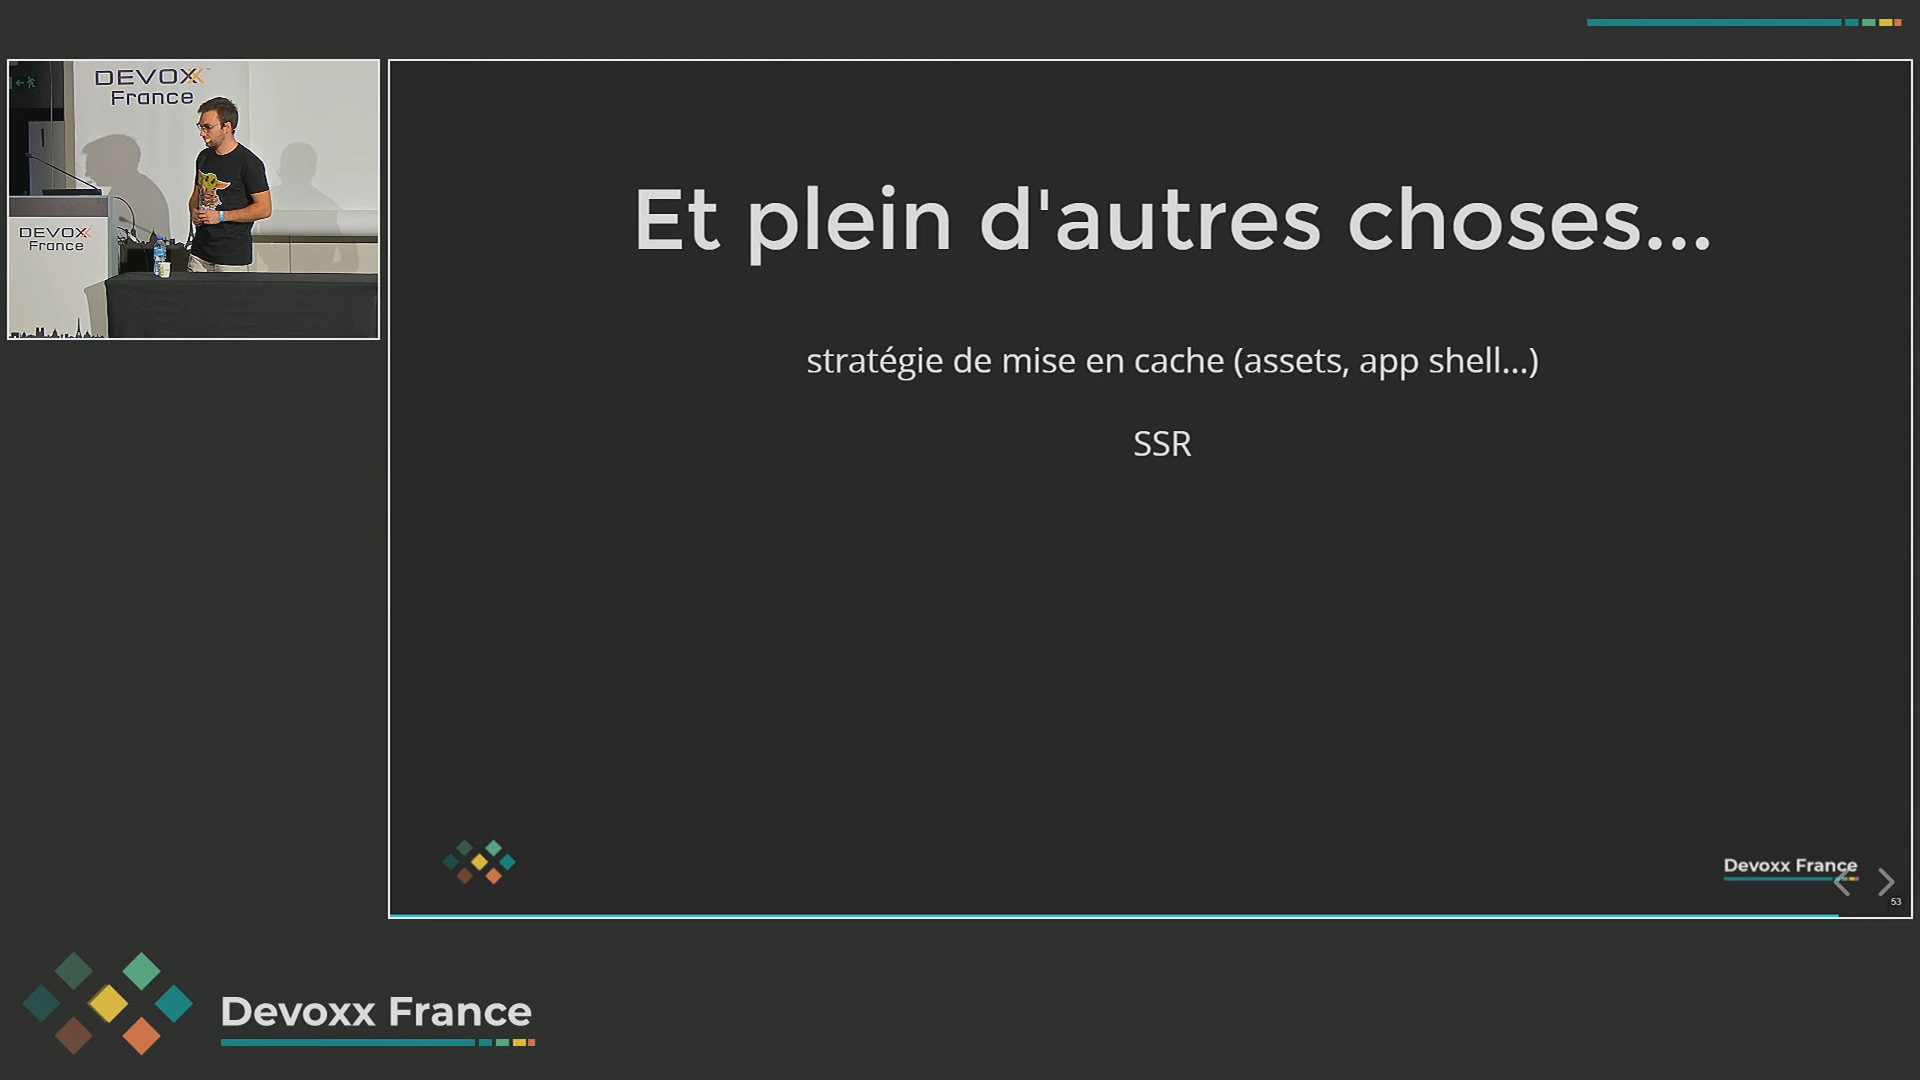 DEVOXX
France
DEVOXX
France
Et plein d'autres choses...
stratégie de mise en cache (assets, app shell...)
SSR
Devoxx France
53
Devoxx France